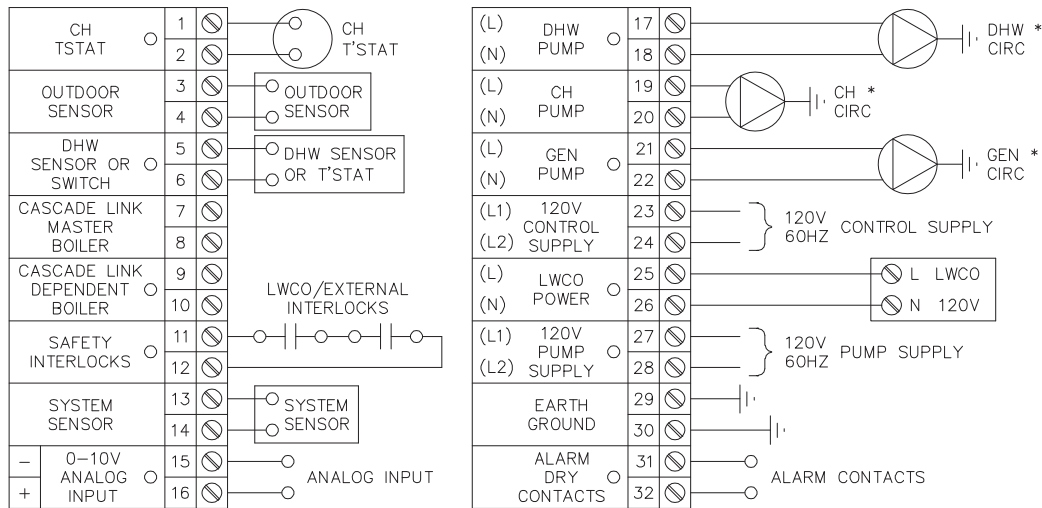 CH
TSTAT
1
2
CH
T'STAT
OUTDOOR
SENSOR
3
4
OUTDOOR
SENSOR
DHW
SENSOR OR
SWITCH
5
6
DHW SENSOR
OR T'STAT
CASCADE LINK
MASTER
BOILER
7
8
CASCADE LINK
DEPENDENT
BOILER
9
10
LWCO/EXTERNAL
INTERLOCKS
SAFETY
INTERLOCKS
11
12
SYSTEM
SENSOR
13
14
SYSTEM
SENSOR
-
+
0-10V
ANALOG
INPUT
15
16
ANALOG INPUT
(L)
(N)
DHW
PUMP
17
18
DHW *
CIRC
(L)
(N)
CH
PUMP
19
20
CH *
CIRC
(L)
(N)
GEN
PUMP
21
22
GEN *
CIRC
(L1)
(L2)
120V
CONTROL
SUPPLY
23
24
120V
60HZ
CONTROL SUPPLY
(L)
(N)
LWCO
POWER
25
26
L LWCO
N 120V
(L1)
(L2)
120V
PUMP
SUPPLY
27
28
120V
60HZ
PUMP SUPPLY
EARTH
GROUND
29
30
ALARM
DRY
CONTACTS
31
32
ALARM CONTACTS